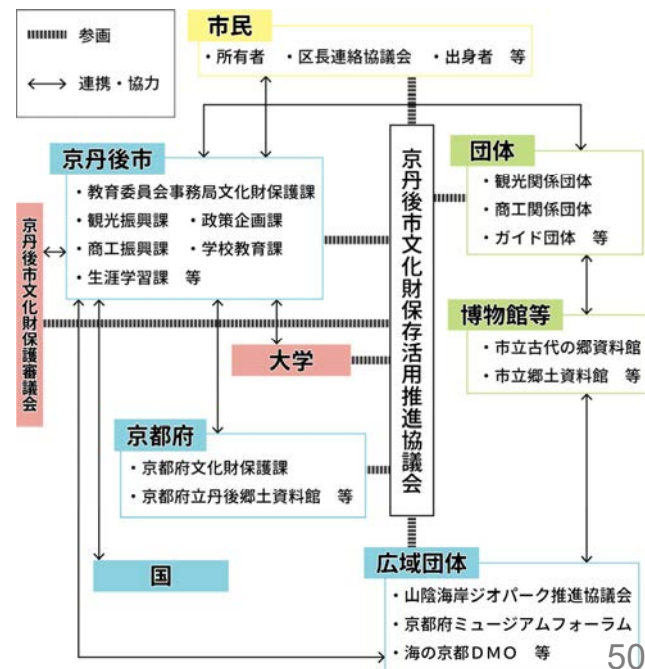 参画
連携・協力
市民
・所有者 ・区長連絡協議会 ・出身者 等
京丹後市
・教育委員会事務局文化財保護課
・観光振興課 ・政策企画課
・商工振興課 ・学校教育課
・生涯学習課 等
京丹後市文化財保護審議会
京丹後市文化財保存活用推進協議会
団体
・観光関係団体
・商工関係団体
・ガイド団体 等
博物館等
・市立古代の郷資料館
・市立郷土資料館 等
大学
京都府
・京都府文化財保護課
・京都府立丹後郷土資料館 等
国
広域団体
・山陰海岸ジオパーク推進協議会
・京都府ミュージアムフォーラム
・海の京都DMO 等
50